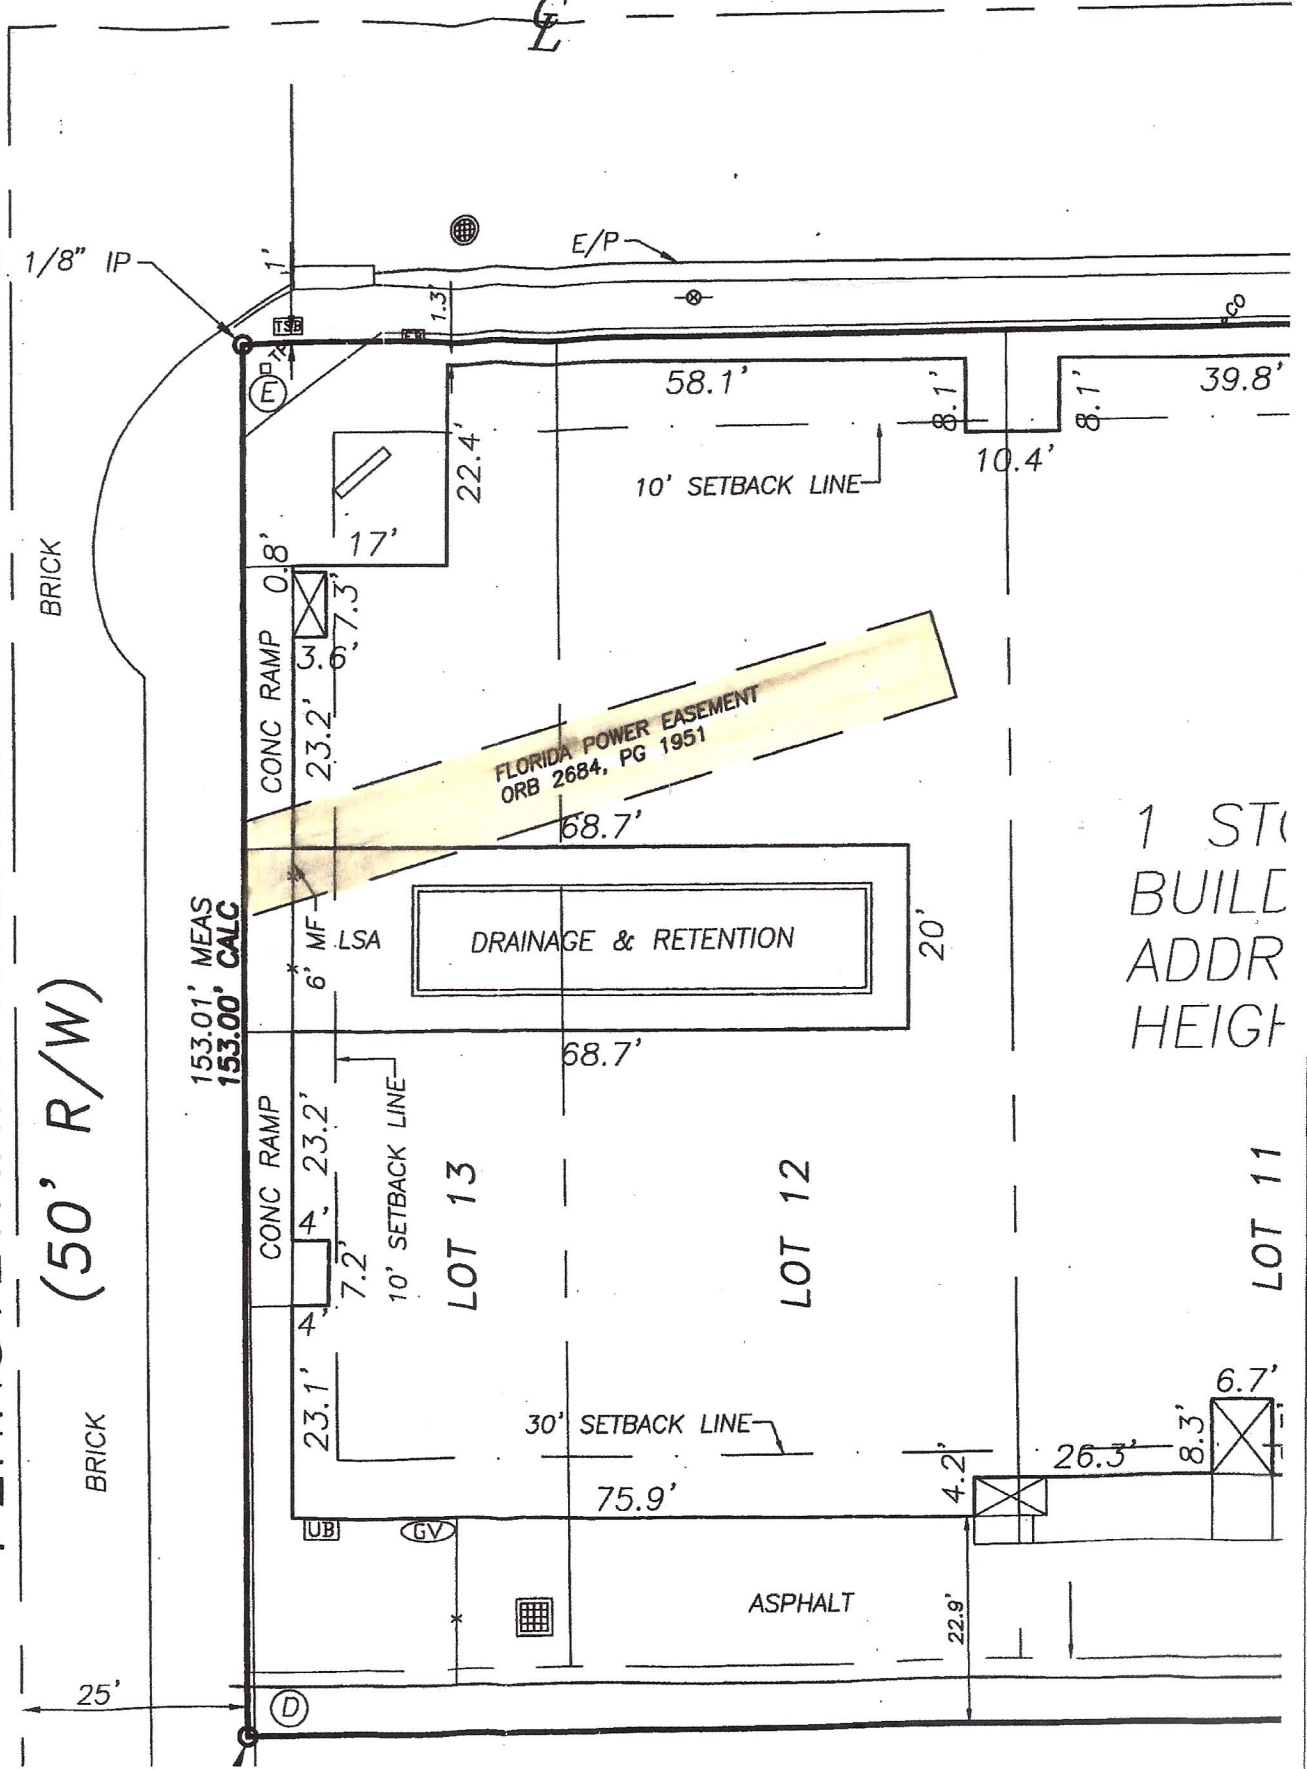 CL
1/8" IP
1'
E/P
TSB
1.3'
CO
E
58.1'
8.1'
8.1'
39.8'
22.4'
10.4'
10' SETBACK LINE
17'
0.8'
BRICK
7.3'
3.6'
CONC RAMP
23.2'
FLORIDA POWER EASEMENT
ORB 2684, PG 1951
68.7'
1 ST
BUILD
ADDR
HEIGH
153.01' MEAS
153.00' CALC
6' MF
LSA
DRAINAGE & RETENTION
20'
(50' R/W)
68.7'
CONC RAMP
23.2'
10' SETBACK LINE
LOT 13
LOT 12
LOT 11
4'
7.2'
4'
23.1'
BRICK
30' SETBACK LINE
6.7'
8.3'
26.3'
4.2'
75.9'
UB
GV
ASPHALT
22.9'
25'
D